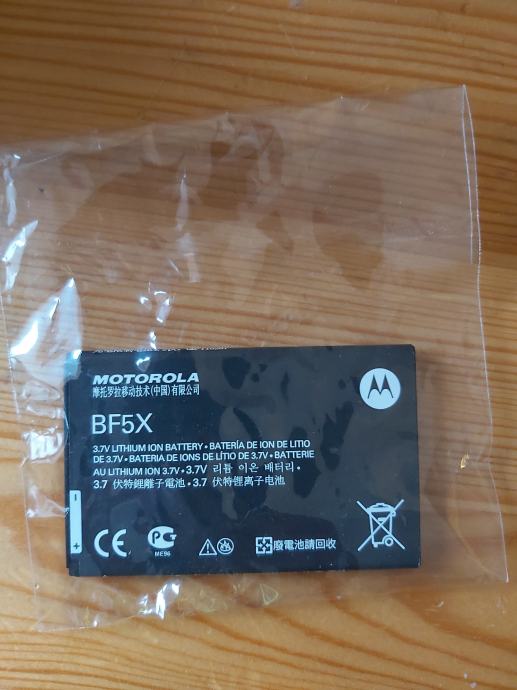 MOTOROLA
摩托罗拉移动技术(中国)有限公司
BF5X
3.7V LITHIUM ION BATTERY • BATERÍA DE ION DE LITIO
DE 3.7V • BATERIA DE IONS DE LÍTIO DE 3.7V • BATTERIE
AU LITHIUM ION 3.7V • 3.7V 리튬 이온 배터리 •
3.7 伏特鋰離子電池 • 3.7 伏特锂离子电池
- +
CE
PG
ME96
廢電池請回收